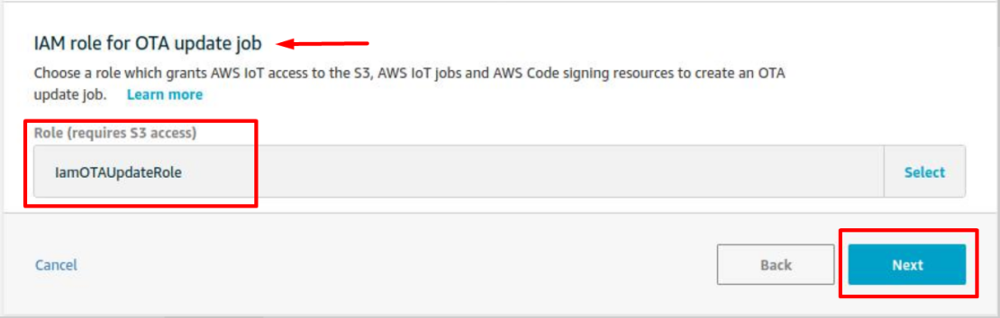 IAM role for OTA update job
Choose a role which grants AWS IoT access to the S3, AWS IoT jobs and AWS Code signing resources to create an OTA
update job. Learn more
Role (requires S3 access)
IamOTAUpdateRole
Select
Cancel
Back
Next